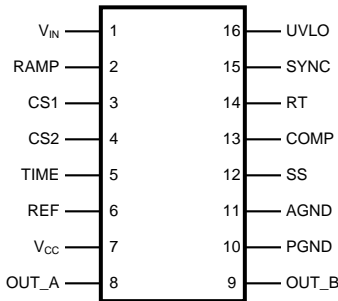 VIN 1 16 UVLO
RAMP 2 15 SYNC
CS1 3 14 RT
CS2 4 13 COMP
TIME 5 12 SS
REF 6 11 AGND
VCC 7 10 PGND
OUT_A 8 9 OUT_B